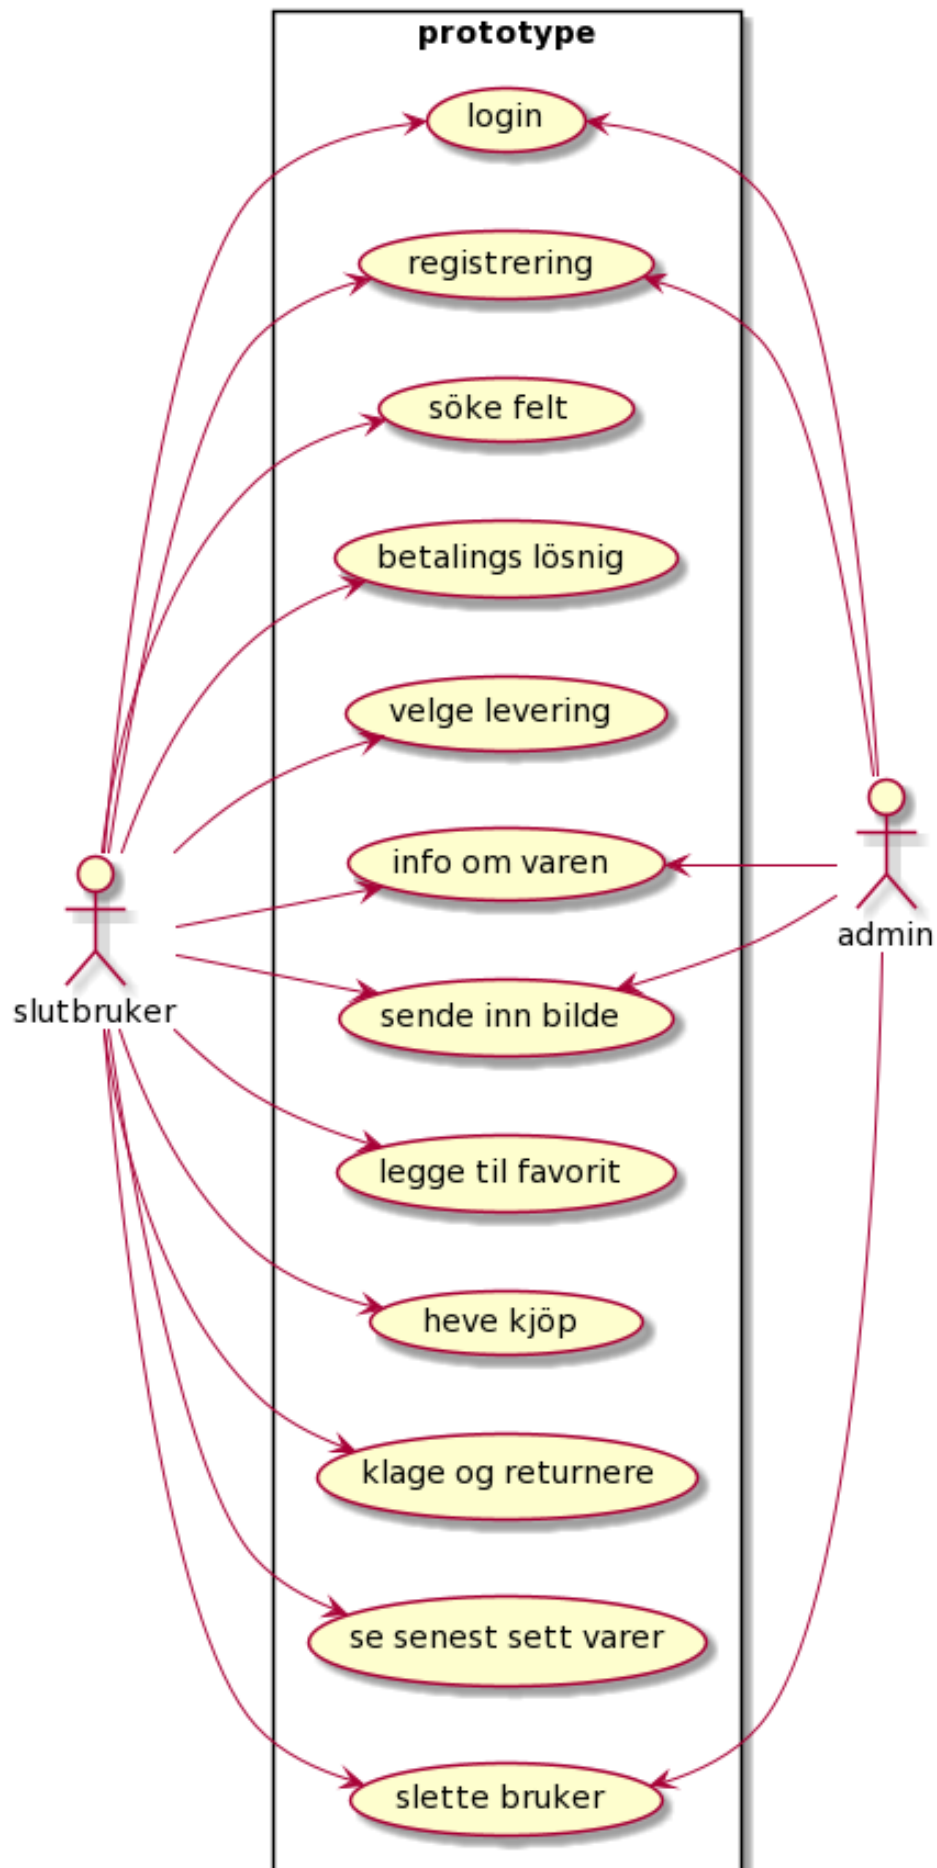 prototype
login
registrering
söke felt
betalings lösnig
velge levering
info om varen
admin
slutbruker
sende inn bilde
legge til favorit
heve kjöp
klage og returnere
se senest sett varer
slette bruker